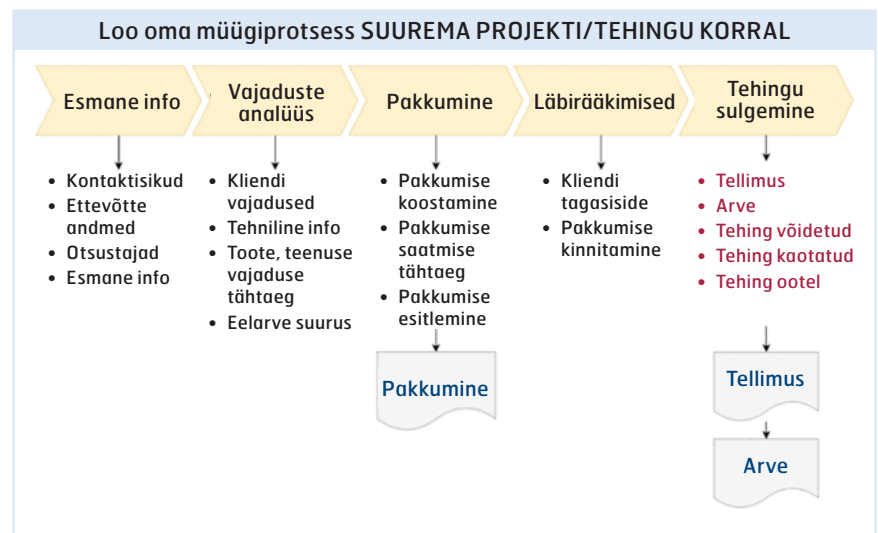 Loo oma müügiprotsess SUUREMA PROJEKTI/TEHINGU KORRAL
Esmane info
Vajaduste
analüüs
Pakkumine
Läbirääkimised
Tehingu
sulgemine
• Kontaktisikud
• Ettevõtte
andmed
• Otsustajad
• Esmane info
• Kliendi
vajadused
• Tehniline info
• Toote, teenuse
vajaduse
tähtaeg
• Eelarve suurus
• Pakkumise
koostamine
• Pakkumise
saatmise
tähtaeg
• Pakkumise
esitlemine
Pakkumine
• Kliendi
tagasiside
• Pakkumise
kinnitamine
• Tellimus
• Arve
• Tehing võidetud
• Tehing kaotatud
• Tehing ootel
Tellimus
Arve